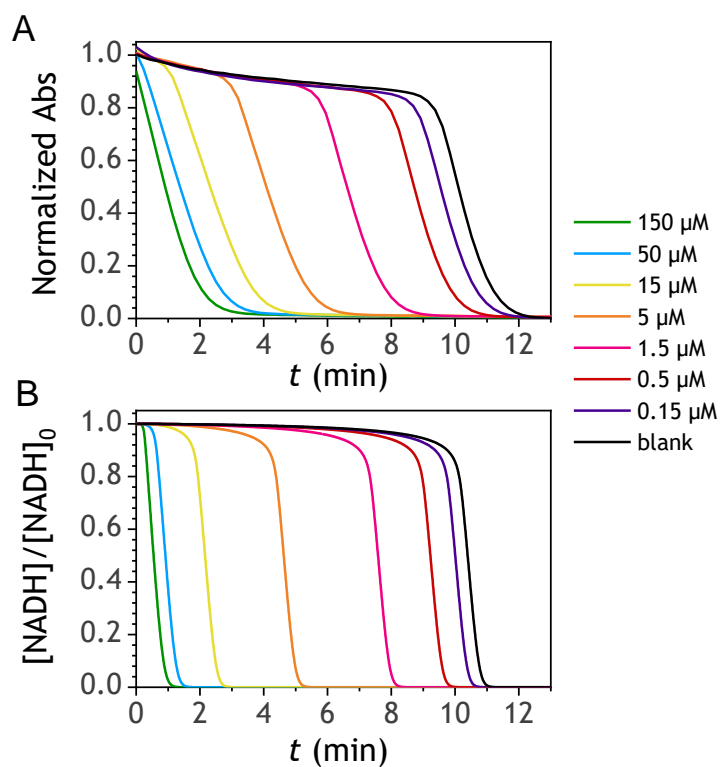 A
Normalized Abs
1.0
0.8
0.6
0.4
0.2
0.0
0 2 4 6 8 10 12
t (min)
B
[NADH]/[NADH]0
1.0
0.8
0.6
0.4
0.2
0.0
0 2 4 6 8 10 12
t (min)
150 µM
50 µM
15 µM
5 µM
1.5 µM
0.5 µM
0.15 µM
blank